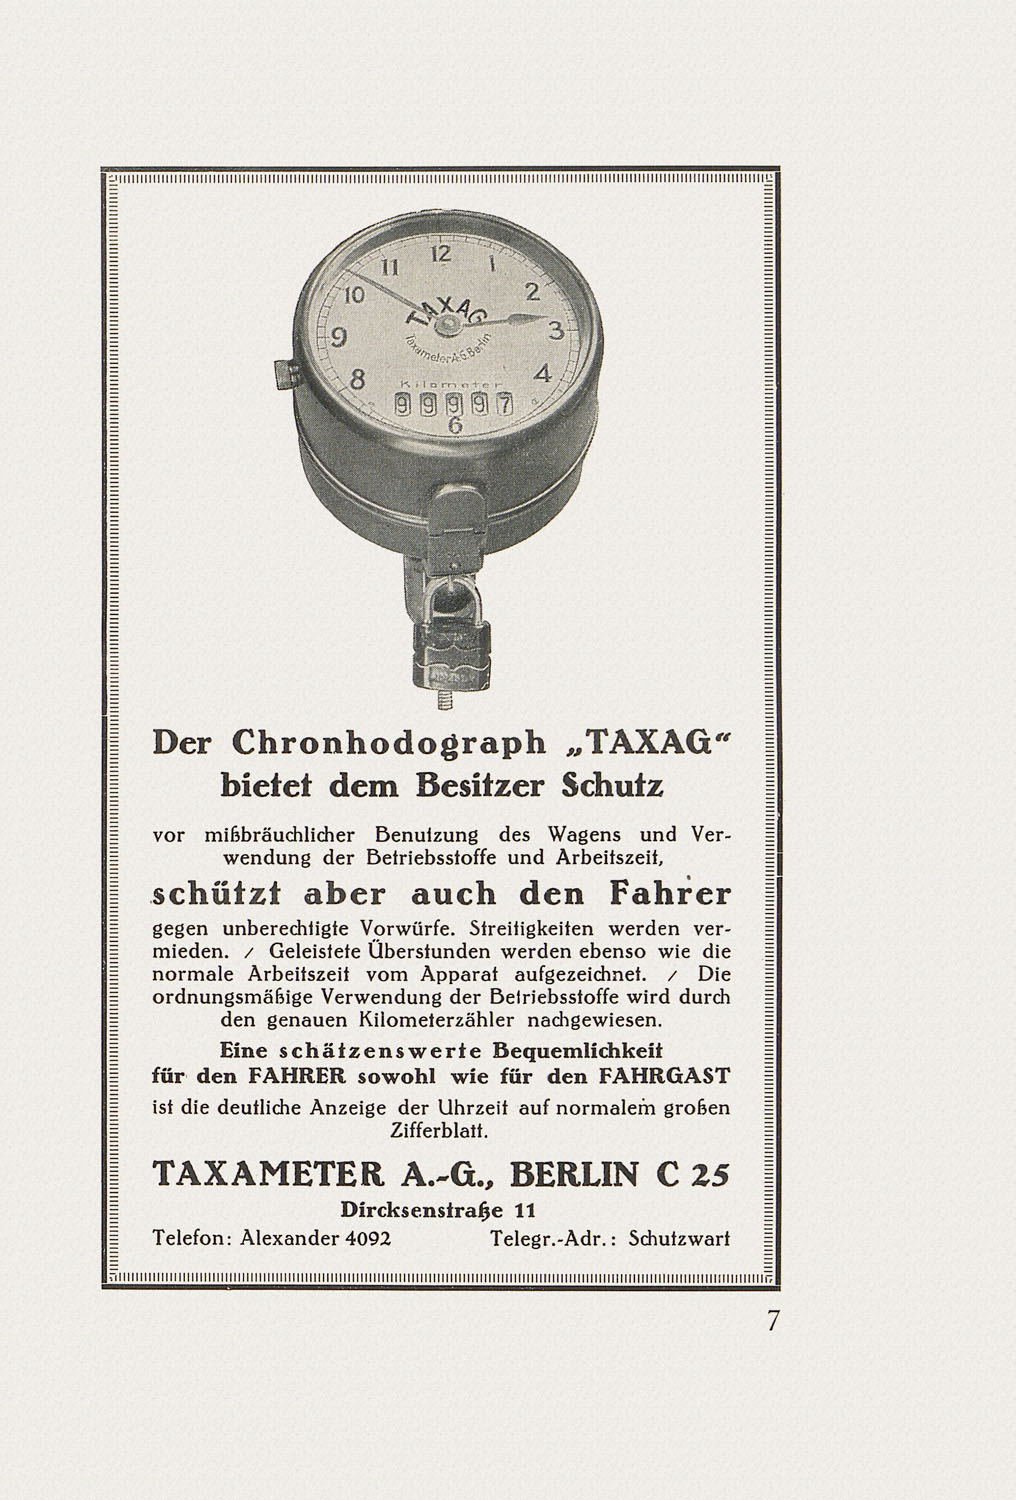 12
11
1
10
2
TAXAG
9
3
Taxameter A.G. Berlin
8
4
Kilometer
9 9 9 9 7
6
Der Chronhodograph „TAXAG“
bietet dem Besitzer Schutz
vor mißbräuchlicher Benutzung des Wagens und Ver-
wendung der Betriebsstoffe und Arbeitszeit,
schützt aber auch den Fahrer
gegen unberechtigte Vorwürfe. Streitigkeiten werden ver-
mieden. / Geleistete Überstunden werden ebenso wie die
normale Arbeitszeit vom Apparat aufgezeichnet. / Die
ordnungsmäßige Verwendung der Betriebsstoffe wird durch
den genauen Kilometerzähler nachgewiesen.
Eine schätzenswerte Bequemlichkeit
für den FAHRER sowohl wie für den FAHRGAST
ist die deutliche Anzeige der Uhrzeit auf normalem großen
Zifferblatt.
TAXAMETER A.-G., BERLIN C 25
Dircksenstraße 11
Telefon: Alexander 4092 Telegr.-Adr.: Schutzwart
7